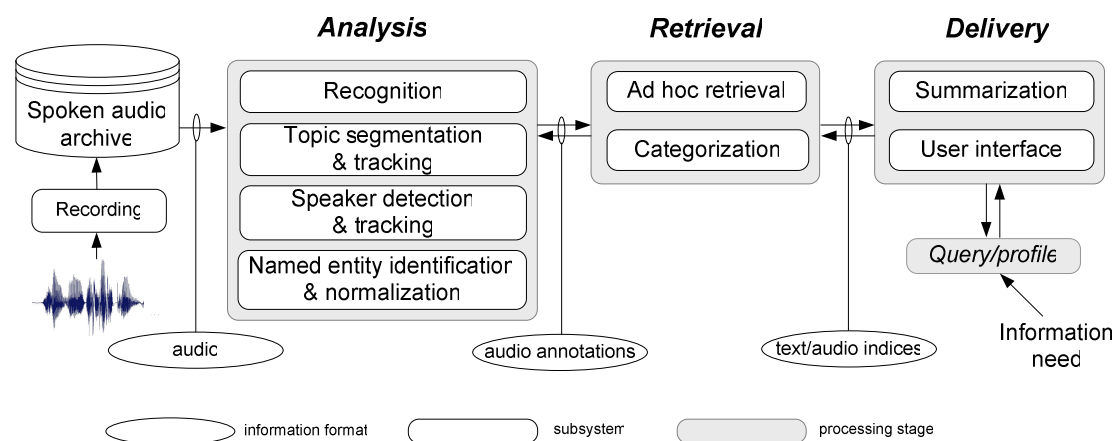 Analysis
Retrieval
Delivery
Spoken audio
archive
Recording
Recognition
Topic segmentation
& tracking
Speaker detection
& tracking
Named entity identification
& normalization
Ad hoc retrieval
Categorization
Summarization
User interface
Query/profile
Information
need
audio
audio annotations
text/audio indices
information format
subsystem
processing stage